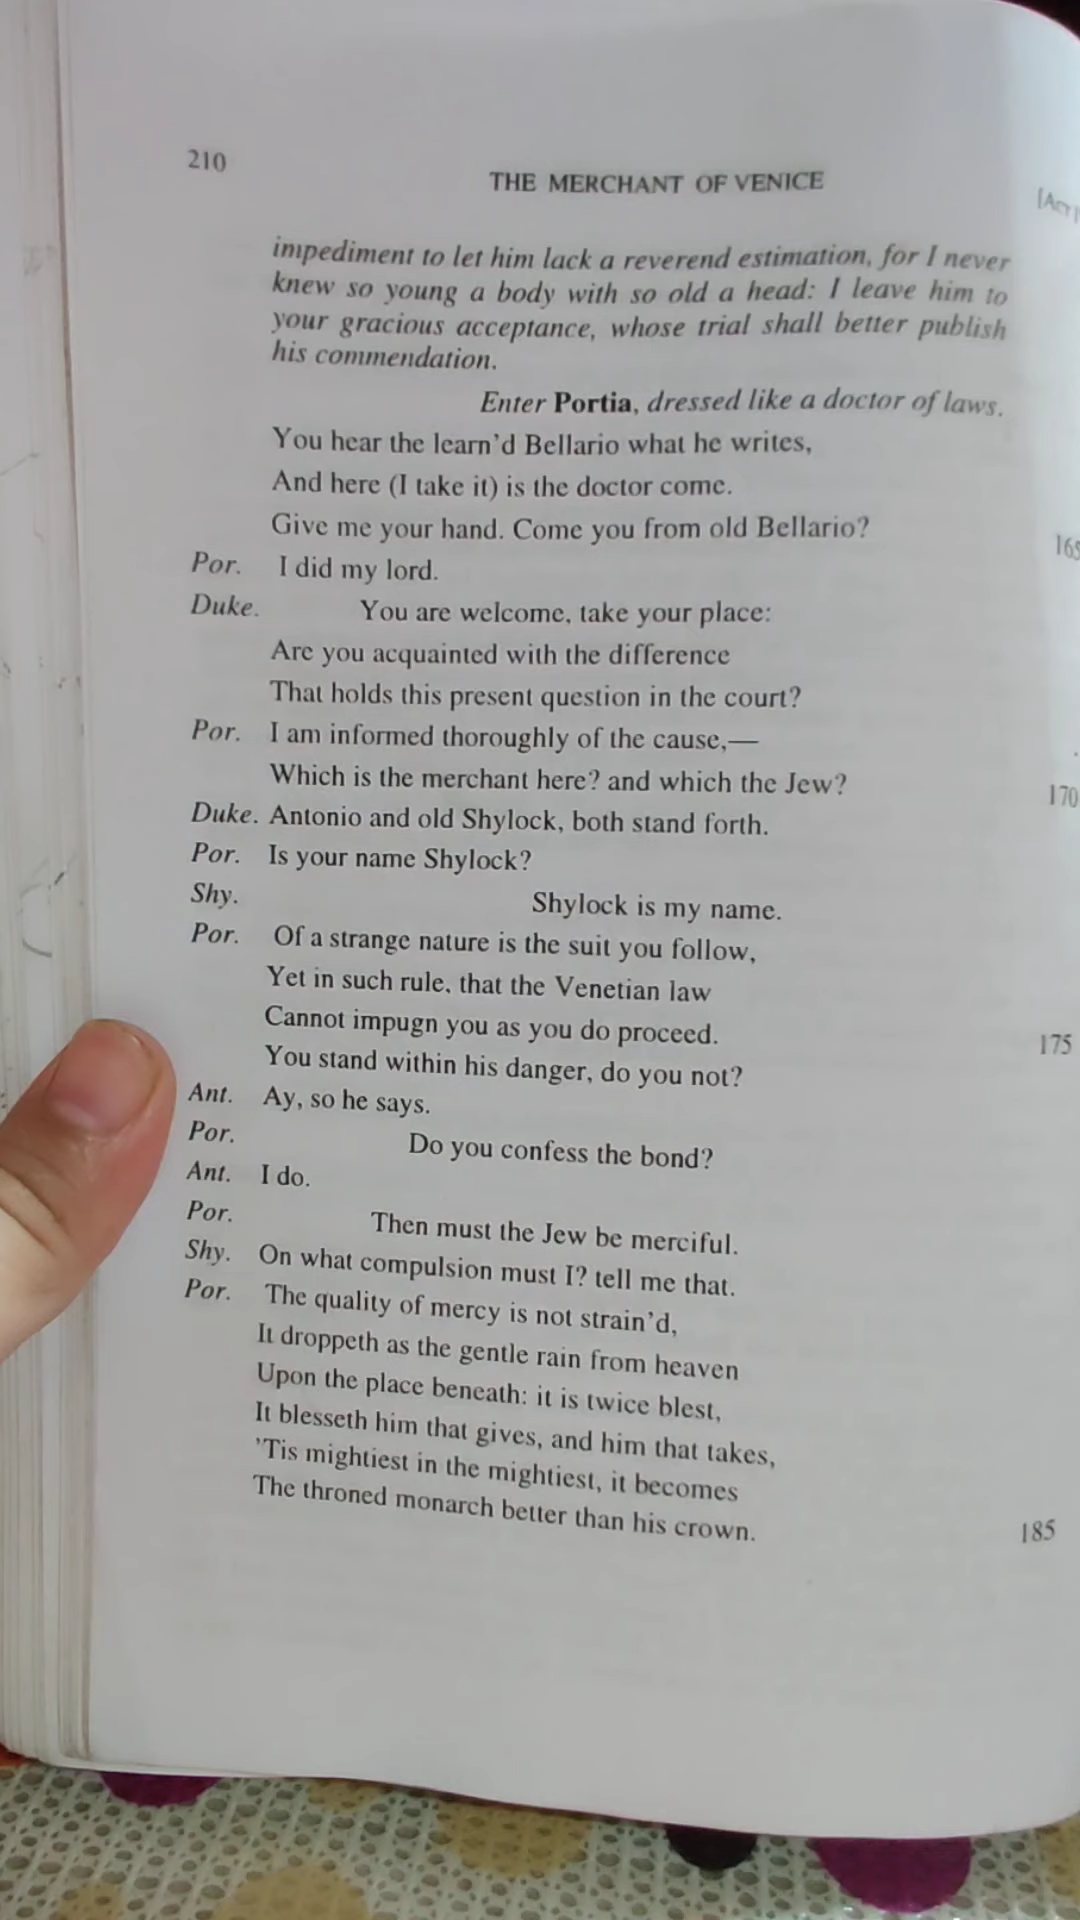 210
THE MERCHANT OF VENICE
impediment to let him lack a reverend estimation, for I never
knew so young a body with so old a head: I leave him to
your gracious acceptance, whose trial shall better publish
his commendation.
Enter Portia, dressed like a doctor of laws.
You hear the learn'd Bellario what he writes,
And here (I take it) is the doctor come.
Give me your hand. Come you from old Bellario? 165
Por. I did my lord.
Duke. You are welcome, take your place:
Are you acquainted with the difference
That holds this present question in the court?
Por. I am informed thoroughly of the cause,—
Which is the merchant here? and which the Jew? 170
Duke. Antonio and old Shylock, both stand forth.
Por. Is your name Shylock?
Shy. Shylock is my name.
Por. Of a strange nature is the suit you follow,
Yet in such rule, that the Venetian law
Cannot impugn you as you do proceed. 175
You stand within his danger, do you not?
Ant. Ay, so he says.
Por. Do you confess the bond?
Ant. I do.
Por. Then must the Jew be merciful.
Shy. On what compulsion must I? tell me that.
Por. The quality of mercy is not strain'd,
It droppeth as the gentle rain from heaven
Upon the place beneath: it is twice blest,
It blesseth him that gives, and him that takes,
'Tis mightiest in the mightiest, it becomes
The throned monarch better than his crown. 185